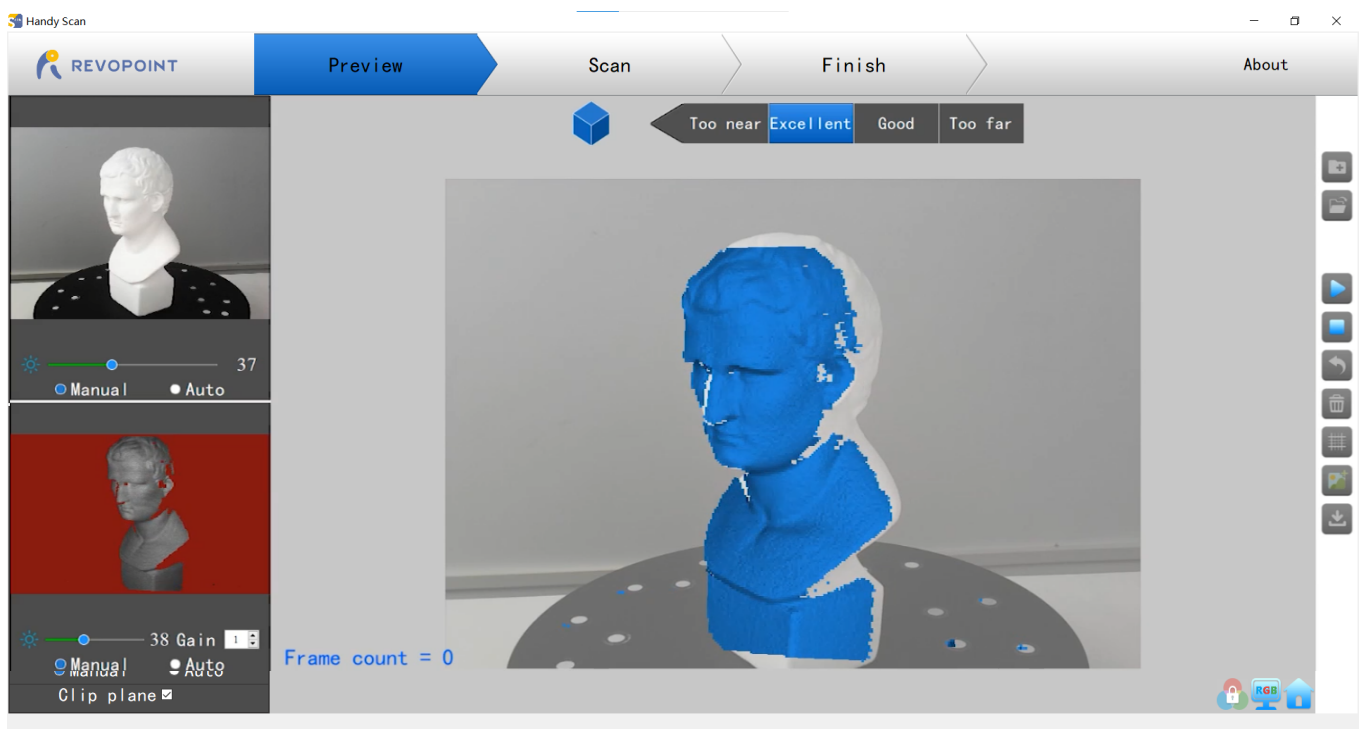 Handy Scan
REVOPOINT
Preview
Scan
Finish
About
Too near
Excellent
Good
Too far
37
Manual
Auto
38 Gain 1
Manual
Auto
Clip plane
Frame count = 0
RGB